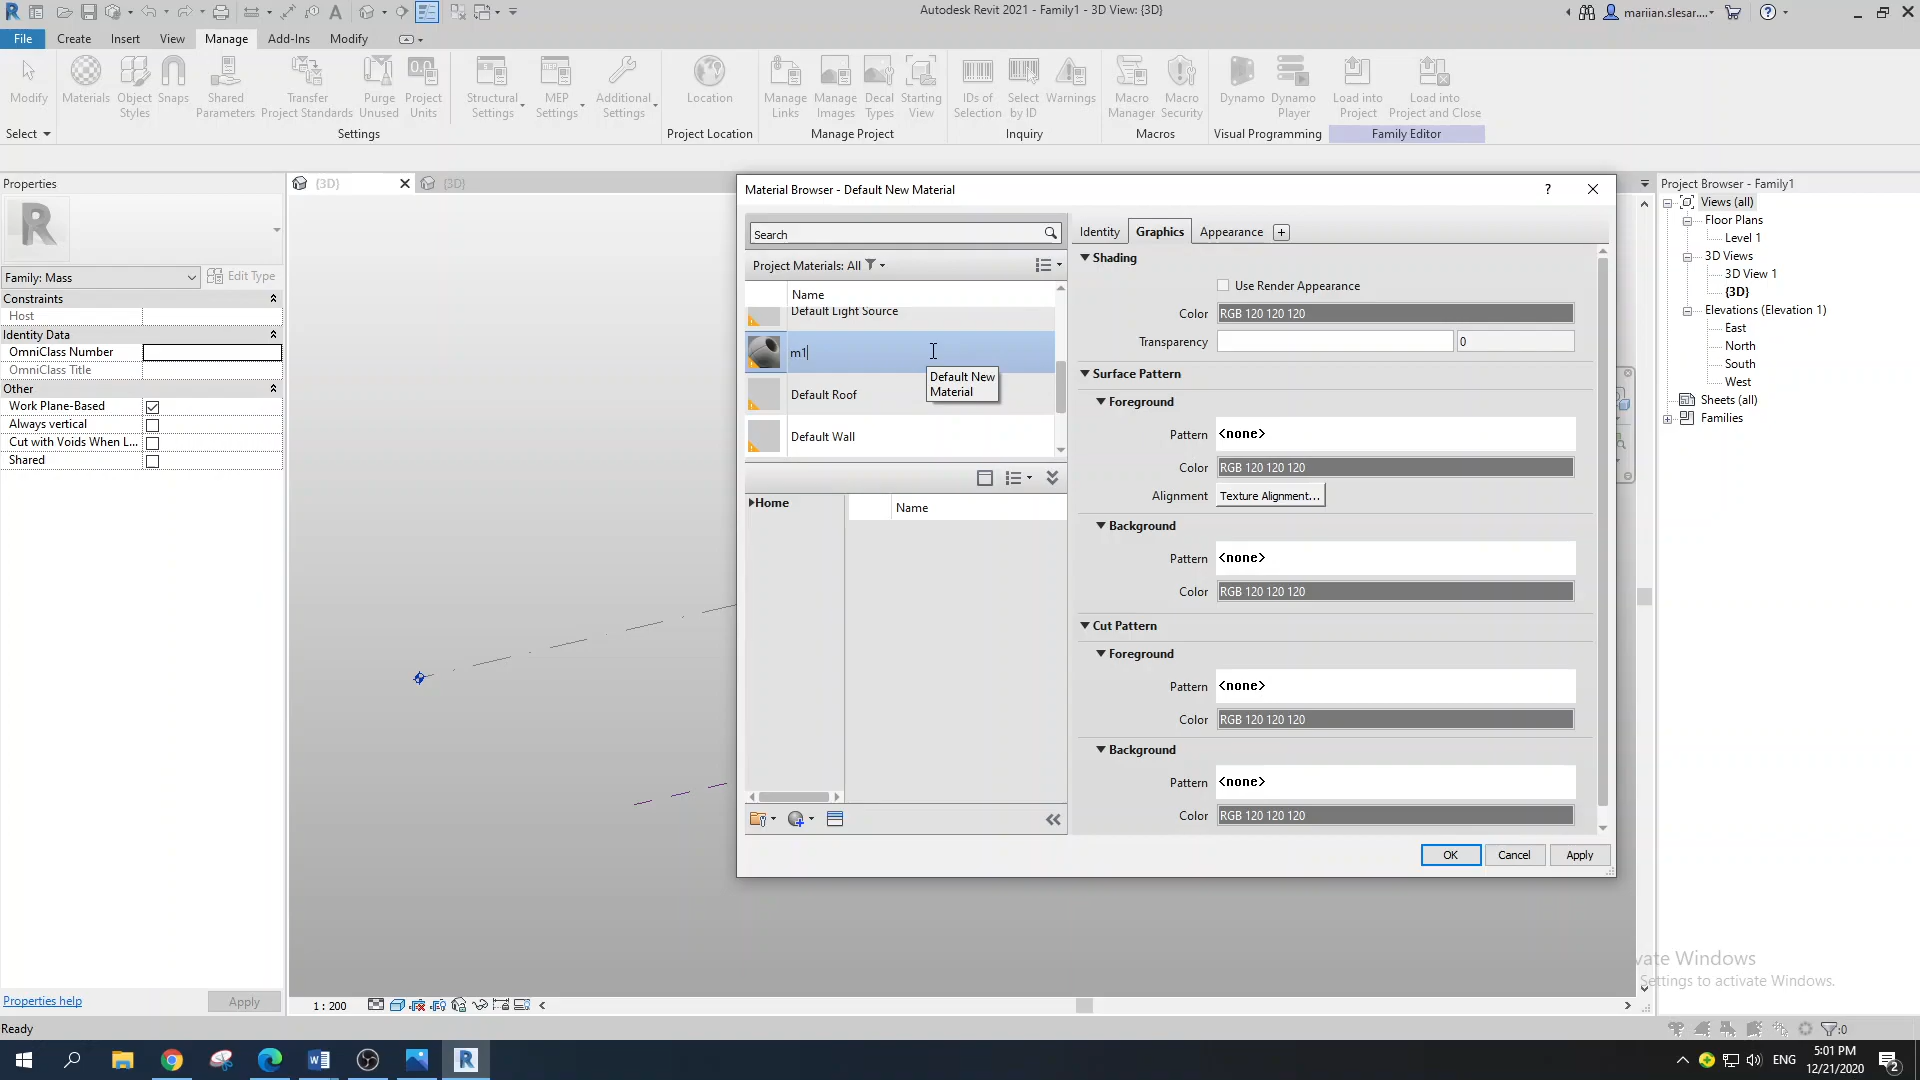 Autodesk Revit 2021 - Family1 - 3D View: {3D}
mariian.slesar....
File
Create
Insert
View
Manage
Add-Ins
Modify
Modify
Materials
Object Styles
Snaps
Shared Parameters
Transfer Project Standards
Purge Unused
Project Units
Structural Settings
MEP Settings
Additional Settings
Location
Manage Links
Manage Images
Decal Types
Starting View
IDs of Selection
Select by ID
Warnings
Macro Manager
Macro Security
Dynamo
Dynamo Player
Load into Project
Load into Project and Close
Select
Settings
Project Location
Manage Project
Inquiry
Macros
Visual Programming
Family Editor
Properties
Family: Mass
Edit Type
Constraints
Host
Identity Data
OmniClass Number
OmniClass Title
Other
Work Plane-Based
Always vertical
Cut with Voids When L...
Shared
Properties help
Apply
{3D}
{3D}
Material Browser - Default New Material
?
Search
Project Materials: All
Name
Default Light Source
m1
Default New Material
Default Roof
Default Wall
Home
Name
Identity
Graphics
Appearance
Shading
Use Render Appearance
Color RGB 120 120 120
Transparency 0
Surface Pattern
Foreground
Pattern <none>
Color RGB 120 120 120
Alignment Texture Alignment...
Background
Pattern <none>
Color RGB 120 120 120
Cut Pattern
Foreground
Pattern <none>
Color RGB 120 120 120
Background
Pattern <none>
Color RGB 120 120 120
OK
Cancel
Apply
Project Browser - Family1
Views (all)
Floor Plans
Level 1
3D Views
3D View 1
{3D}
Elevations (Elevation 1)
East
North
South
West
Sheets (all)
Families
vate Windows
Settings to activate Windows.
1 : 200
Ready
:0
ENG
5:01 PM
12/21/2020
2